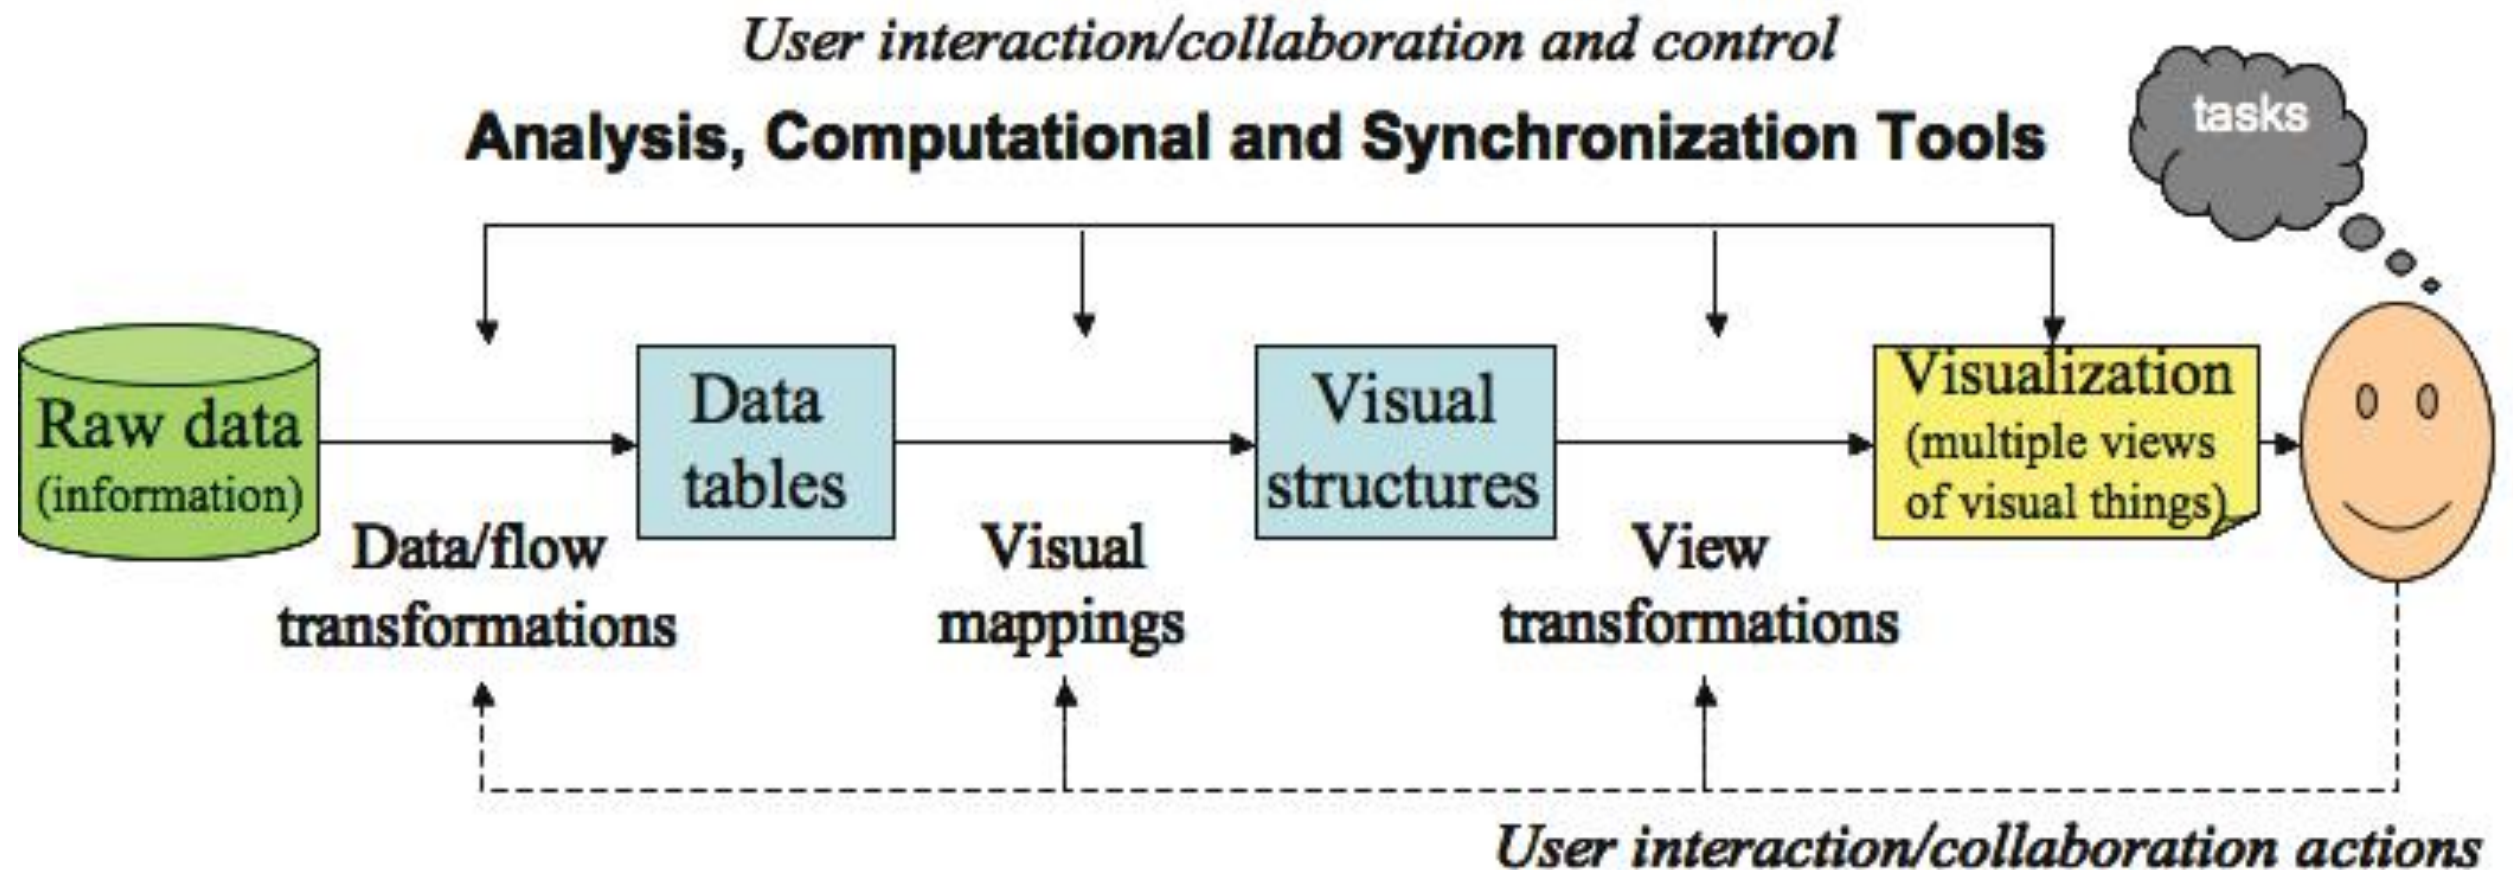 User interaction/collaboration and control
Analysis, Computational and Synchronization Tools
tasks
Raw data
(information)
Data/flow
transformations
Data
tables
Visual
mappings
Visual
structures
View
transformations
Visualization
(multiple views
of visual things)
User interaction/collaboration actions